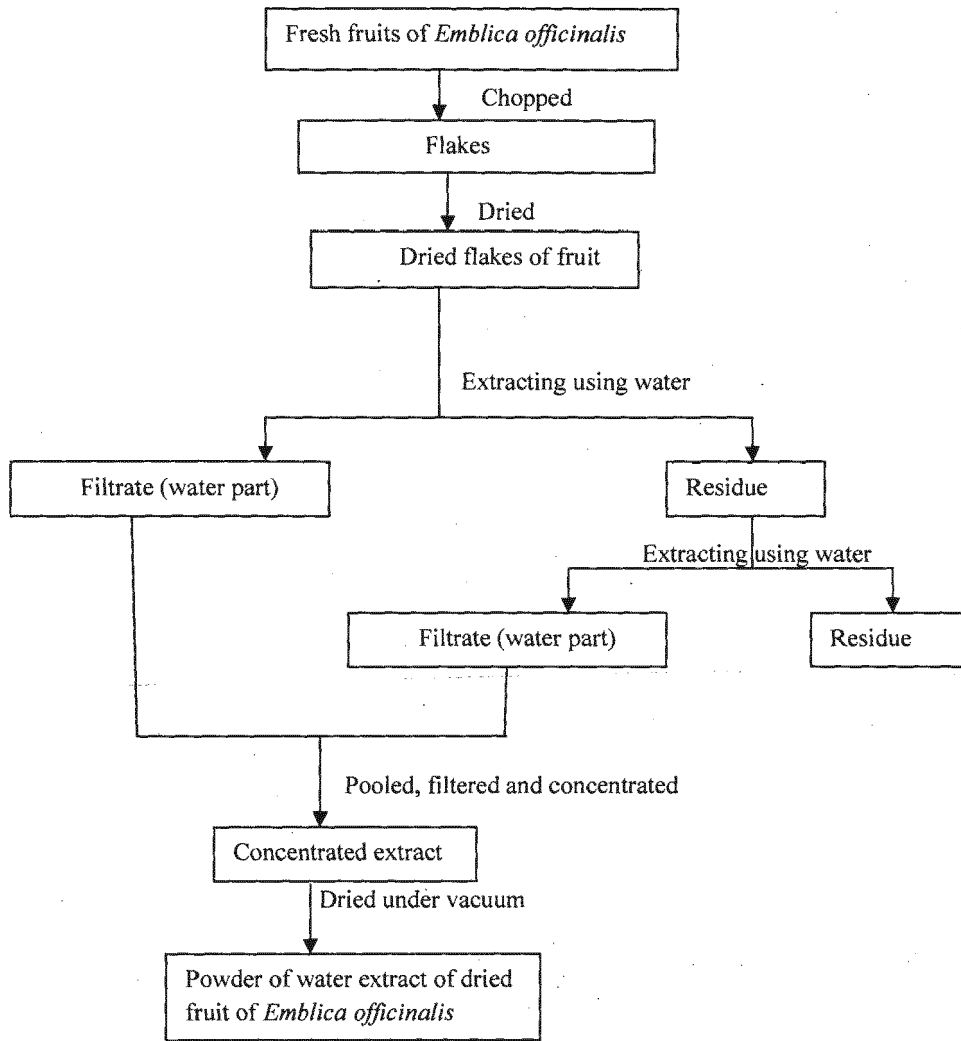 Fresh fruits of Emblica officinalis
Chopped
Flakes
Dried
Dried flakes of fruit
Extracting using water
Filtrate (water part)
Residue
Extracting using water
Filtrate (water part)
Residue
Pooled, filtered and concentrated
Concentrated extract
Dried under vacuum
Powder of water extract of dried
fruit of Emblica officinalis